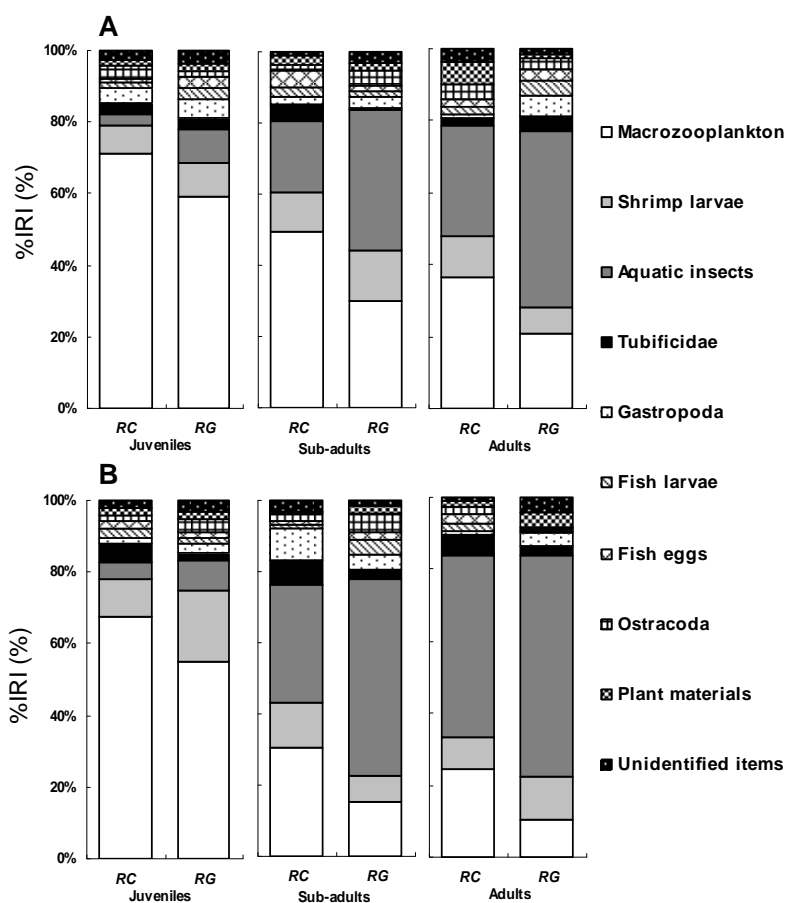 A
100%
80%
60%
40%
20%
0%
%IRI (%)
RC RG RC RG RC RG
Juveniles Sub-adults Adults
Macrozooplankton
Shrimp larvae
Aquatic insects
Tubificidae
Gastropoda
Fish larvae
Fish eggs
Ostracoda
Plant materials
Unidentified items
B
100%
80%
60%
40%
20%
0%
%IRI (%)
RC RG RC RG RC RG
Juveniles Sub-adults Adults